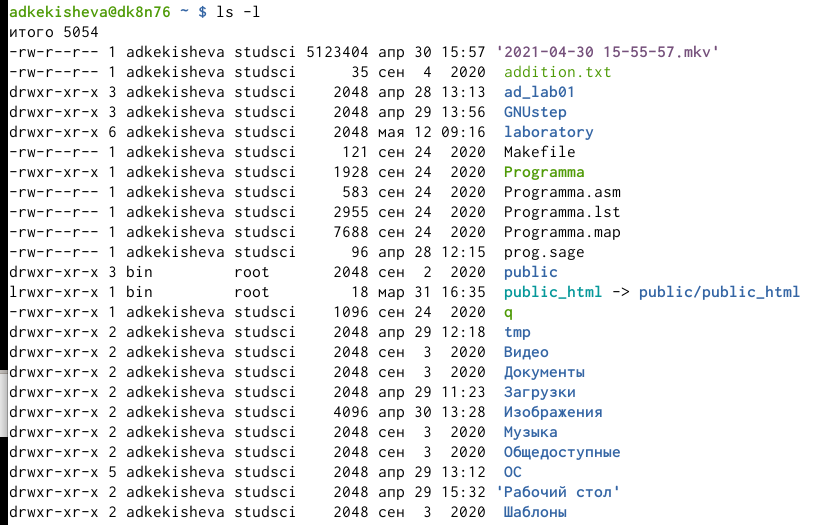 adkekisheva@dk8n76 ~ $ ls -l
итого 5054
-rw-r--r-- 1 adkekisheva studsci 5123404 апр 30 15:57 '2021-04-30 15-55-57.mkv'
-rw-r--r-- 1 adkekisheva studsci      35 сен  4  2020  addition.txt
drwxr-xr-x 3 adkekisheva studsci    2048 апр 28 13:13  ad_lab01
drwxr-xr-x 3 adkekisheva studsci    2048 апр 29 13:56  GNUstep
drwxr-xr-x 6 adkekisheva studsci    2048 мая 12 09:16  laboratory
-rw-r--r-- 1 adkekisheva studsci     121 сен 24  2020  Makefile
-rwxr-xr-x 1 adkekisheva studsci    1928 сен 24  2020  Programma
-rw-r--r-- 1 adkekisheva studsci     583 сен 24  2020  Programma.asm
-rw-r--r-- 1 adkekisheva studsci    2955 сен 24  2020  Programma.lst
-rw-r--r-- 1 adkekisheva studsci    7688 сен 24  2020  Programma.map
-rw-r--r-- 1 adkekisheva studsci      96 апр 28 12:15  prog.sage
drwxr-xr-x 3 bin         root       2048 сен  2  2020  public
lrwxr-xr-x 1 bin         root         18 мар 31 16:35  public_html -> public/public_html
-rwxr-xr-x 1 adkekisheva studsci    1096 сен 24  2020  q
drwxr-xr-x 2 adkekisheva studsci    2048 апр 29 12:18  tmp
drwxr-xr-x 2 adkekisheva studsci    2048 сен  3  2020  Видео
drwxr-xr-x 2 adkekisheva studsci    2048 сен  3  2020  Документы
drwxr-xr-x 2 adkekisheva studsci    2048 апр 29 11:23  Загрузки
drwxr-xr-x 2 adkekisheva studsci    4096 апр 30 13:28  Изображения
drwxr-xr-x 2 adkekisheva studsci    2048 сен  3  2020  Музыка
drwxr-xr-x 2 adkekisheva studsci    2048 сен  3  2020  Общедоступные
drwxr-xr-x 5 adkekisheva studsci    2048 апр 29 13:12  ОС
drwxr-xr-x 2 adkekisheva studsci    2048 апр 29 15:32 'Рабочий стол'
drwxr-xr-x 2 adkekisheva studsci    2048 сен  3  2020  Шаблоны